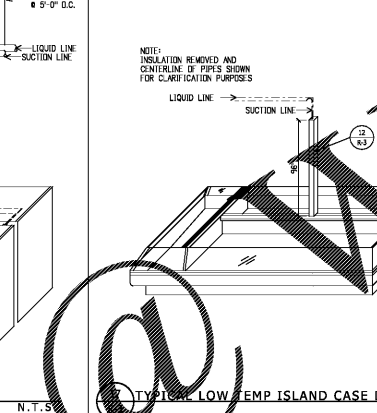 @ 5'-0" O.C.
LIQUID LINE
SUCTION LINE
N.T.S
NOTE:
INSULATION REMOVED AND
CENTERLINE OF PIPES SHOWN
FOR CLARIFICATION PURPOSES
LIQUID LINE
SUCTION LINE
12
R-3
96"
TYPICAL LOW TEMP ISLAND CASE